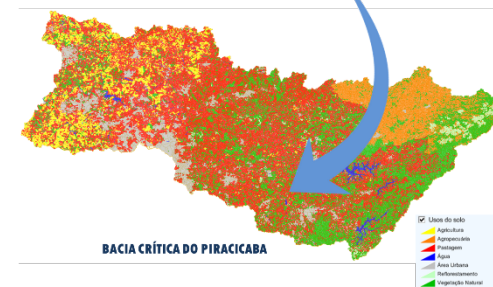 BACIA CRÍTICA DO PIRACICABA
Usos do solo
Agricultura
Agropecuária
Pastagem
Água
Área Urbana
Reflorestamento
Vegetação Natural